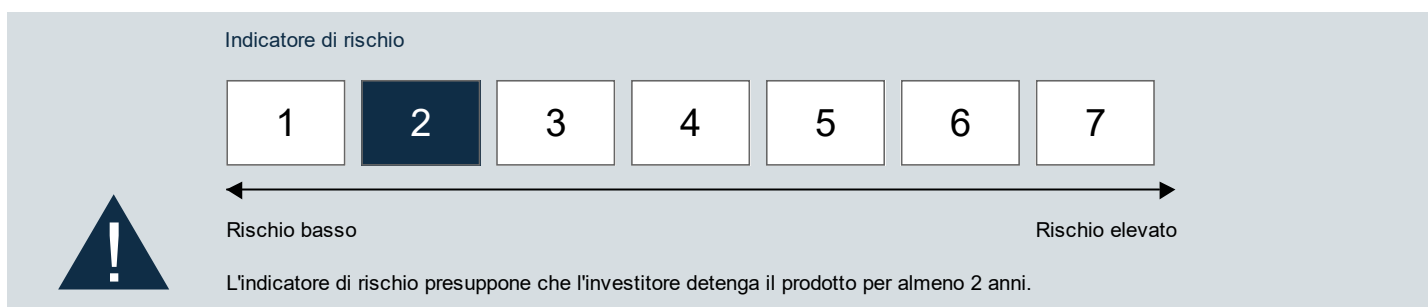 Indicatore di rischio
1 2 3 4 5 6 7
Rischio basso Rischio elevato
!
L'indicatore di rischio presuppone che l'investitore detenga il prodotto per almeno 2 anni.